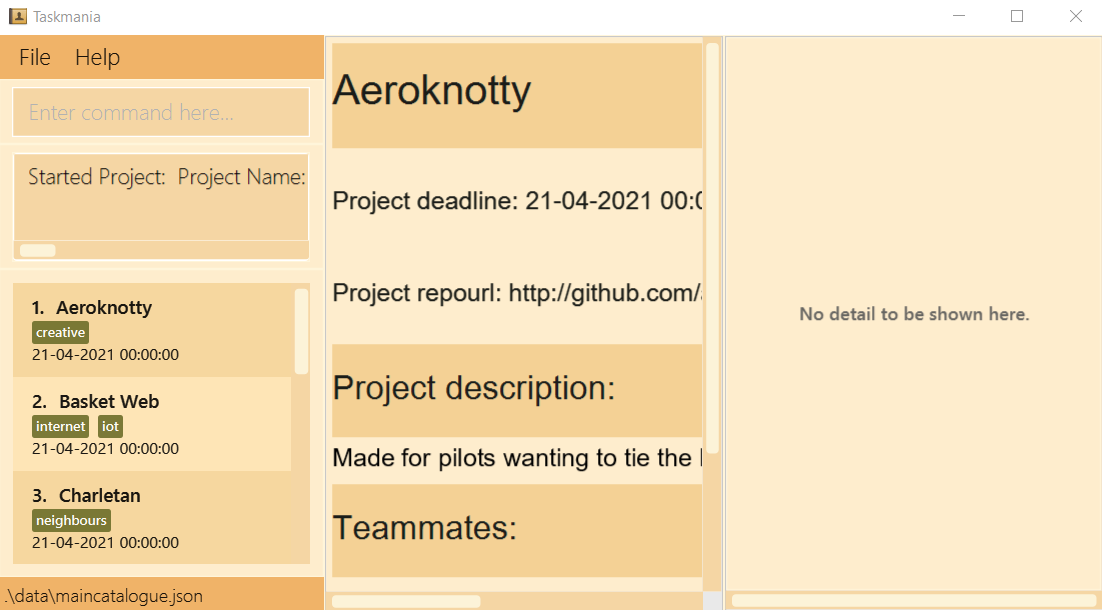 Taskmania
File Help
Enter command here...
Started Project: Project Name:
1. Aeroknotty
creative
21-04-2021 00:00:00
2. Basket Web
internet iot
21-04-2021 00:00:00
3. Charletan
neighbours
21-04-2021 00:00:00
.\data\maincatalogue.json
Aeroknotty
Project deadline: 21-04-2021 00:0
Project repourl: http://github.com/
Project description:
Made for pilots wanting to tie the
Teammates:
No detail to be shown here.